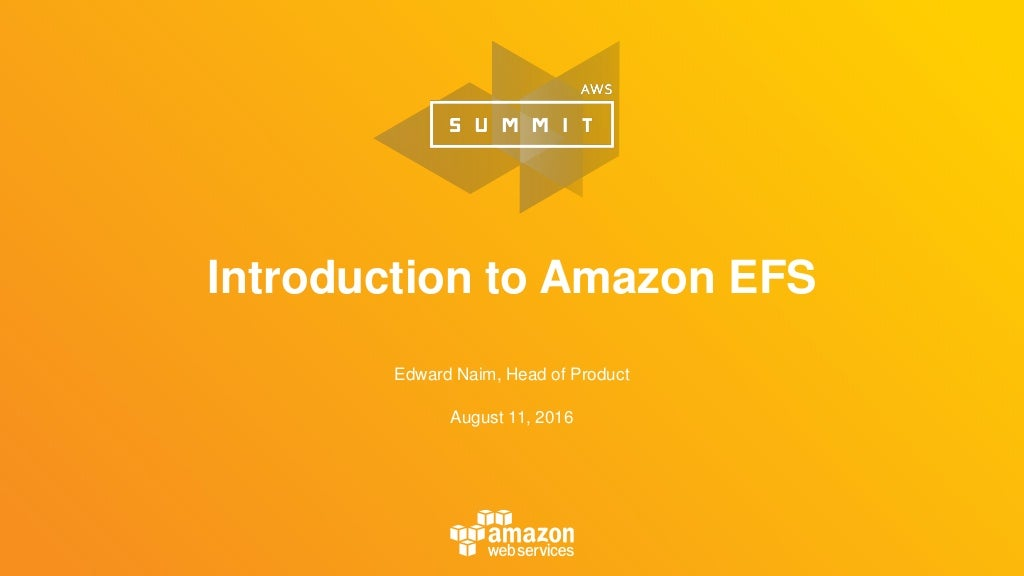 AWS
SUMMIT
Introduction to Amazon EFS
Edward Naim, Head of Product
August 11, 2016
amazon
web services